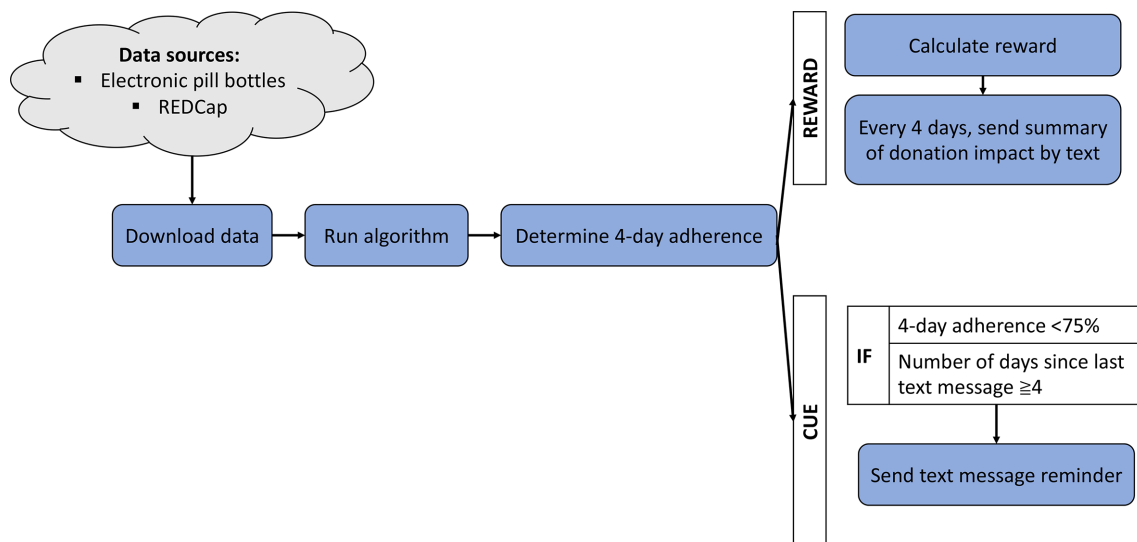 Data sources:
▪ Electronic pill bottles
▪ REDCap
Download data
Run algorithm
Determine 4-day adherence
REWARD
Calculate reward
Every 4 days, send summary
of donation impact by text
CUE
IF
4-day adherence <75%
Number of days since last
text message ≧4
Send text message reminder